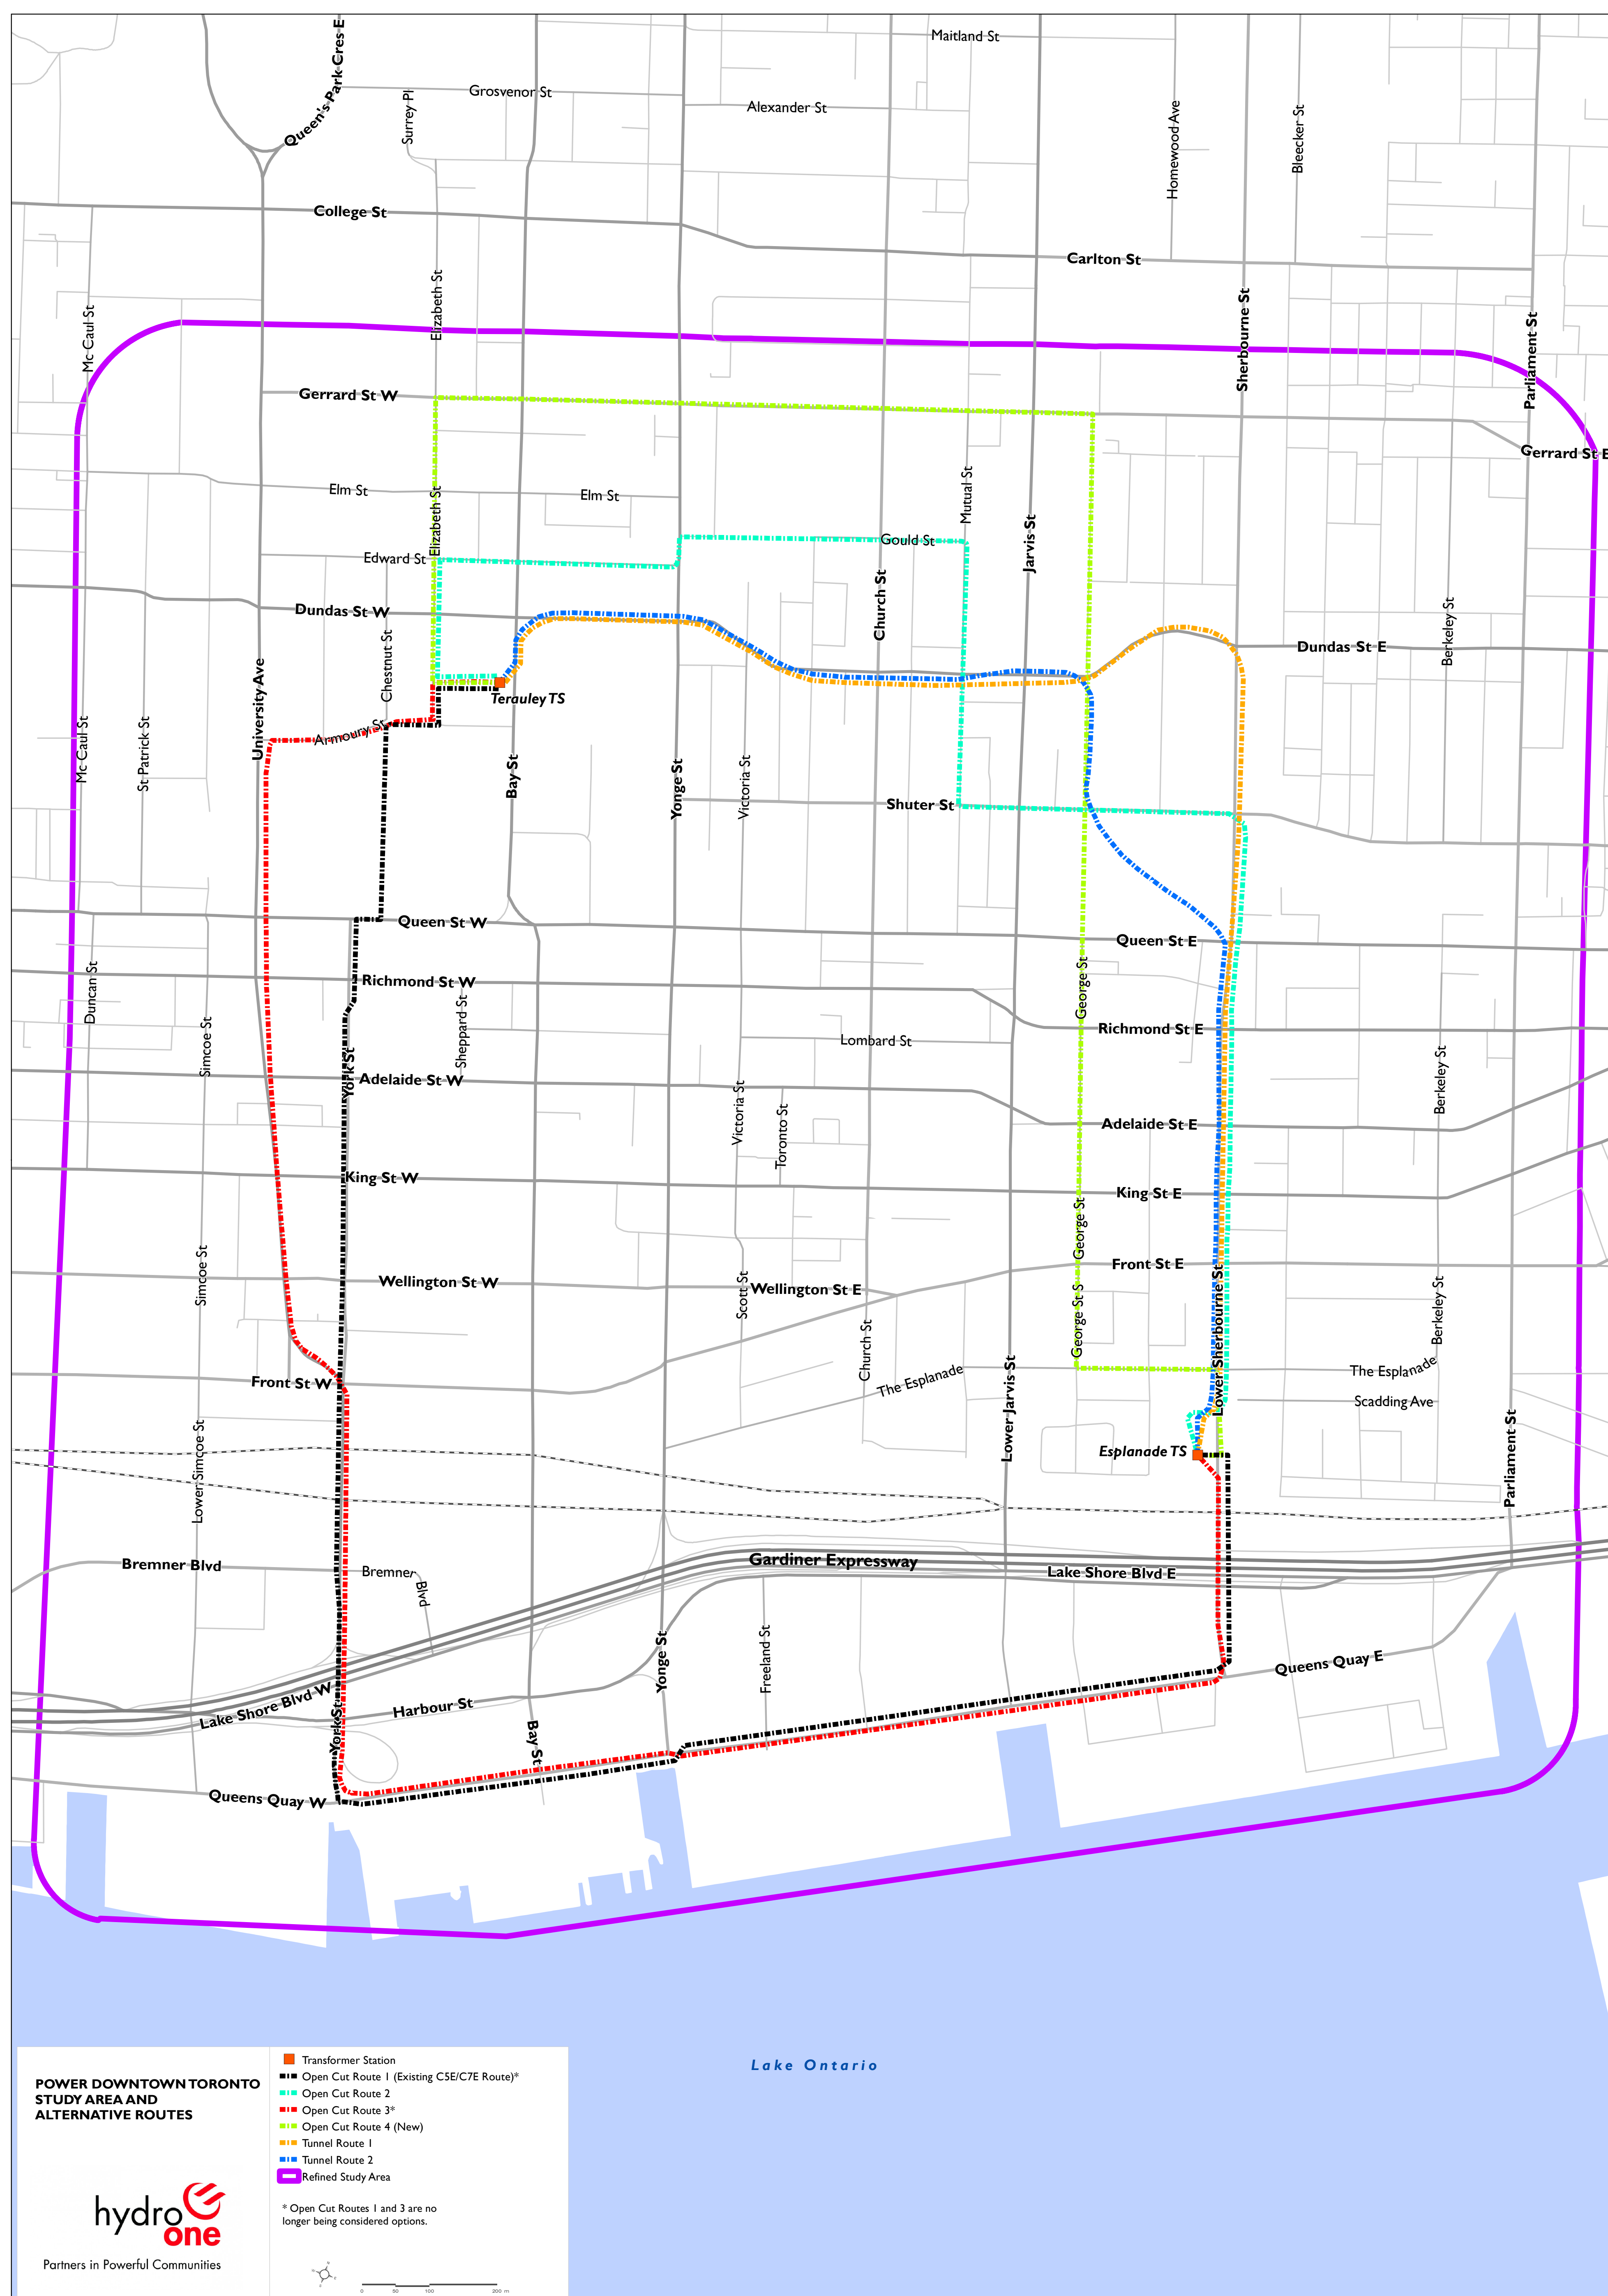 Maitland St
Queen's Park Cres E
Grosvenor St
Surrey Pl
Alexander St
Homewood Ave
Bleecker St
College St
Carlton St
Elizabeth St
Mc Caul St
Sherbourne St
Parliament St
Gerrard St W
Gerrard St E
Elm St
Elm St
Elizabeth St
Mutual St
Jarvis St
Edward St
Gould St
Church St
Dundas St W
Chestnut St
Dundas St E
Berkeley St
University Ave
Terauley TS
Armoury St
Mc Caul St
St Patrick St
Bay St
Yonge St
Victoria St
Shuter St
Queen St W
Queen St E
Duncan St
Simcoe St
Richmond St W
Sheppard St
George St
Richmond St E
Lombard St
York St
Adelaide St W
Victoria St
Toronto St
Adelaide St E
Berkeley St
King St W
King St E
George St
Simcoe St
Front St E
Wellington St W
Scott St
Wellington St E
George St S
Lower Sherbourne St
Berkeley St
Church St
Front St W
The Esplanade
The Esplanade
Scadding Ave
Lower Jarvis St
Esplanade TS
Parliament St
Lower Simcoe St
Bremner Blvd
Bremner
Blvd
Gardiner Expressway
Lake Shore Blvd E
Yonge St
Freeland St
Queens Quay E
Lake Shore Blvd W
York St
Harbour St
Bay St
Queens Quay W
Lake Ontario
POWER DOWNTOWN TORONTO
STUDY AREA AND
ALTERNATIVE ROUTES
hydro
one
Partners in Powerful Communities
Transformer Station
Open Cut Route 1 (Existing C5E/C7E Route)*
Open Cut Route 2
Open Cut Route 3*
Open Cut Route 4 (New)
Tunnel Route 1
Tunnel Route 2
Refined Study Area
* Open Cut Routes 1 and 3 are no
longer being considered options.
0 50 100 200 m